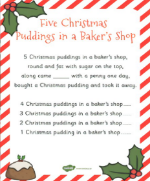 Five Christmas
Puddings in a Baker's Shop
5 Christmas puddings in a baker's shop,
round and fat with sugar on the top,
along came _____ with a penny one day,
bought a Christmas pudding and took it away.
4 Christmas puddings in a baker's shop.....
3 Christmas puddings in a baker's shop.....
2 Christmas puddings in a baker's shop.....
1 Christmas pudding in a baker's shop.....